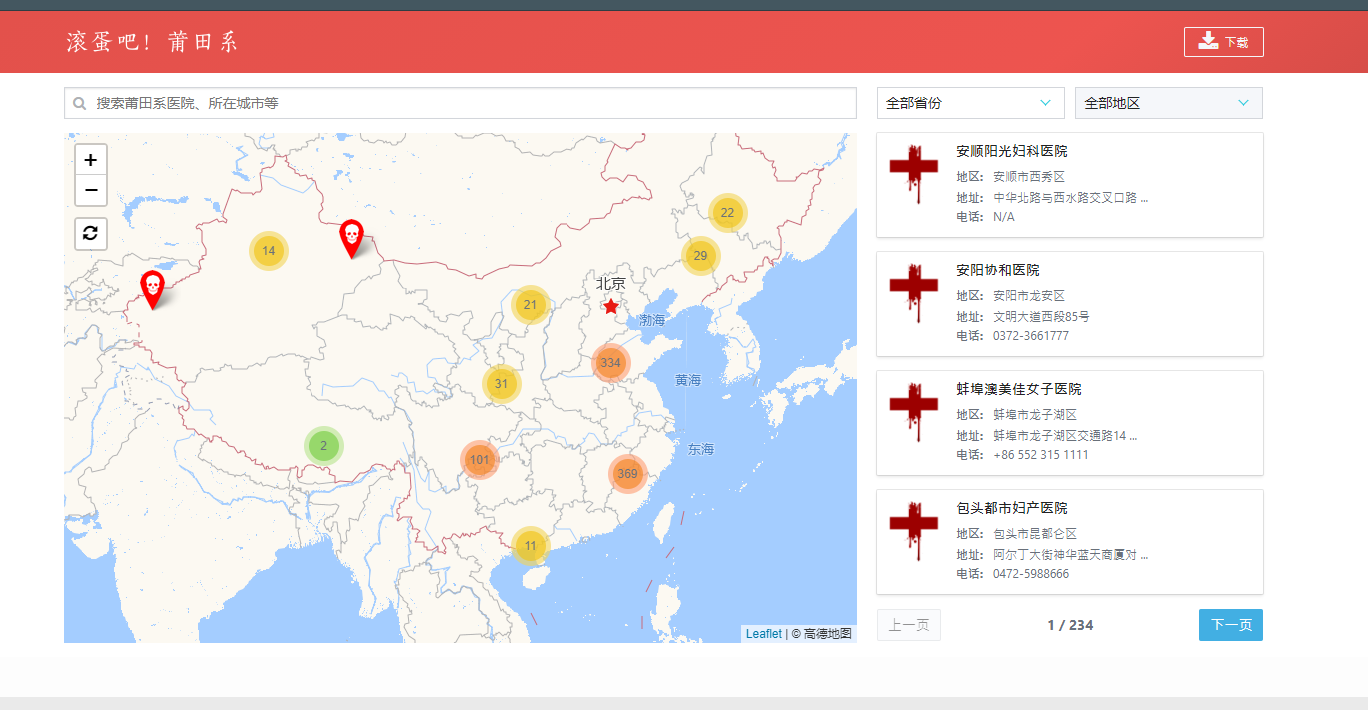 滚蛋吧! 莆田系
下载
搜索莆田系医院、所在城市等
全部省份
全部地区
+
−
14
22
29
北京
21
渤海
334
黄海
31
2
101
东海
369
11
Leaflet | © 高德地图
安顺阳光妇科医院
地区: 安顺市西秀区
地址: 中华北路与西水路交叉口路 ...
电话: N/A
安阳协和医院
地区: 安阳市龙安区
地址: 文明大道西段85号
电话: 0372-3661777
蚌埠澳美佳女子医院
地区: 蚌埠市龙子湖区
地址: 蚌埠市龙子湖区交通路14 ...
电话: +86 552 315 1111
包头都市妇产医院
地区: 包头市昆都仑区
地址: 阿尔丁大街神华蓝天商厦对 ...
电话: 0472-5988666
上一页
1 / 234
下一页